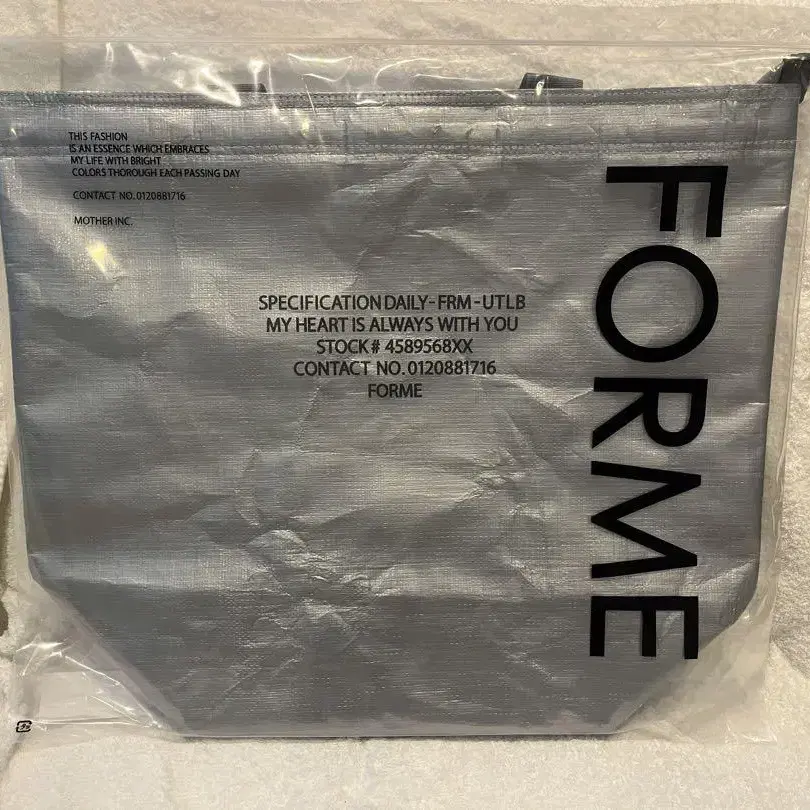 THIS FASHION
IS AN ESSENCE WHICH EMBRACES
MY LIFE WITH BRIGHT
COLORS THOROUGH EACH PASSING DAY
CONTACT NO.0120881716
MOTHER INC.
SPECIFICATION DAILY-FRM-UTLB
MY HEART IS ALWAYS WITH YOU
STOCK# 4589568XX
CONTACT NO.0120881716
FORME
FORME
プラ